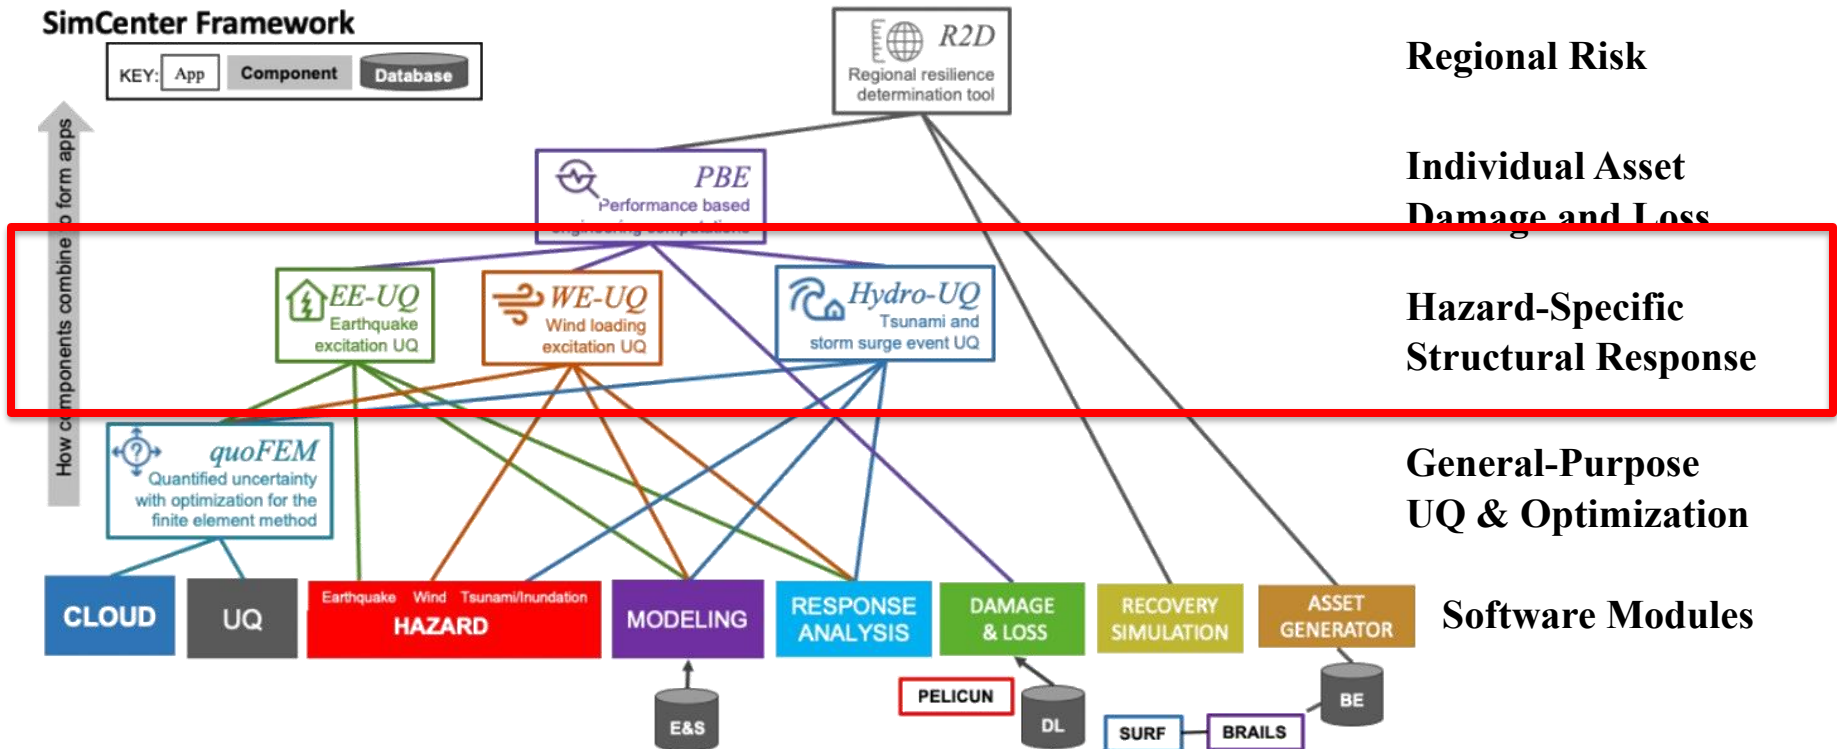 SimCenter Framework
KEY: App Component Database
How components combine to form apps
R2D
Regional resilience
determination tool
Regional Risk
PBE
Performance based
engineering computations
Individual Asset
Damage and Loss
EE-UQ
Earthquake
excitation UQ
WE-UQ
Wind loading
excitation UQ
Hydro-UQ
Tsunami and
storm surge event UQ
Hazard-Specific
Structural Response
quoFEM
Quantified uncertainty
with optimization for the
finite element method
General-Purpose
UQ & Optimization
CLOUD
UQ
Earthquake Wind Tsunami/Inundation
HAZARD
MODELING
RESPONSE
ANALYSIS
DAMAGE
& LOSS
RECOVERY
SIMULATION
ASSET
GENERATOR
Software Modules
E&S
PELICUN
DL
SURF
BRAILS
BE